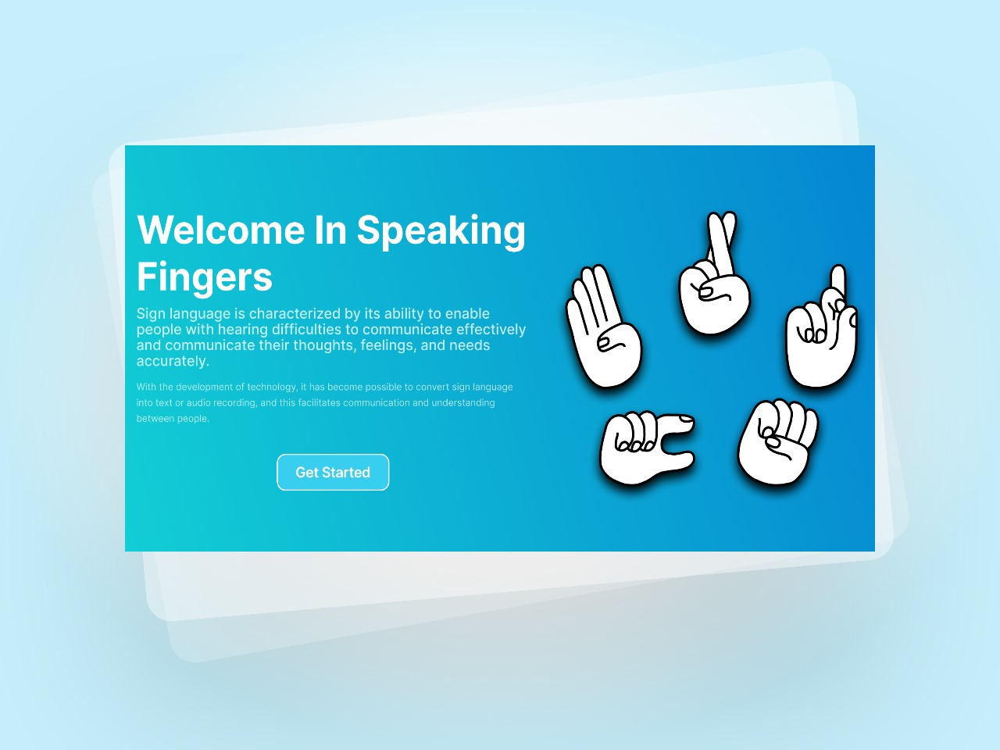 Welcome In Speaking
Fingers
Sign language is characterized by its ability to enable
people with hearing difficulties to communicate effectively
and communicate their thoughts, feelings, and needs
accurately.
With the development of technology, it has become possible to convert sign language
into text or audio recording, and this facilitates communication and understanding
between people.
Get Started